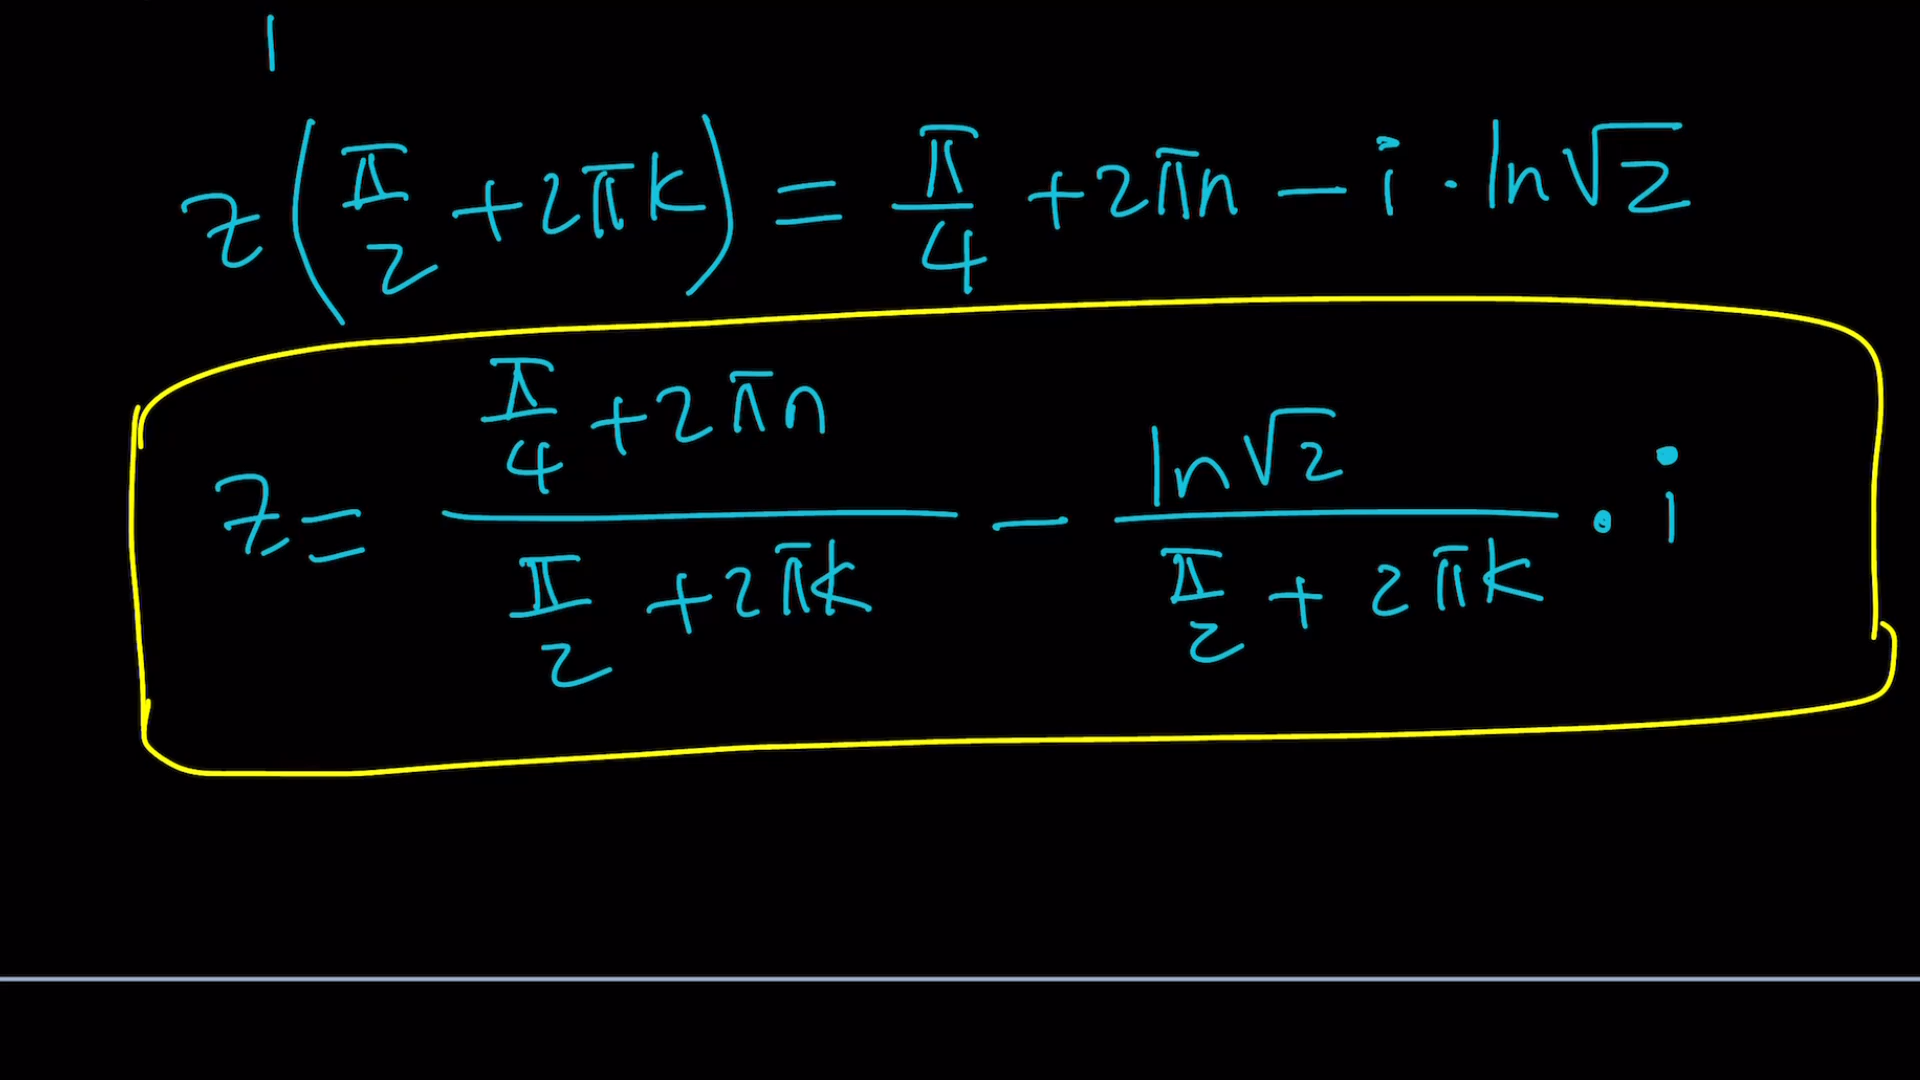 z(π/2 + 2πk) = π/4 + 2πn - i · ln√2
z = (π/4 + 2πn)/(π/2 + 2πk) - (ln√2)/(π/2 + 2πk) · i